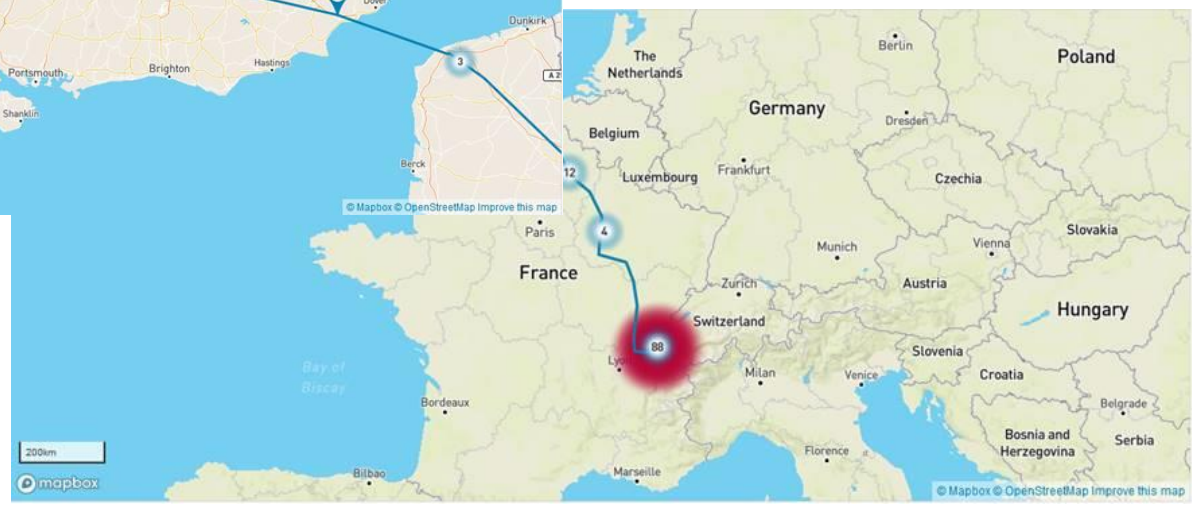 Dover
Dunkirk
3
A 2
Portsmouth
Brighton
Hastings
Shanklin
Berck
© Mapbox © OpenStreetMap Improve this map
Berlin
The
Netherlands
Poland
Germany
Dresden
Belgium
12
Luxembourg
Frankfurt
Czechia
4
Paris
Slovakia
Munich
Vienna
France
Zurich
Austria
Hungary
Switzerland
88
Lyo
Slovenia
Milan
Venice
Croatia
Bay of
Biscay
Bordeaux
Belgrade
Bosnia and
Herzegovina
Serbia
Florence
200km
Bilbao
Marseille
mapbox
© Mapbox © OpenStreetMap Improve this map